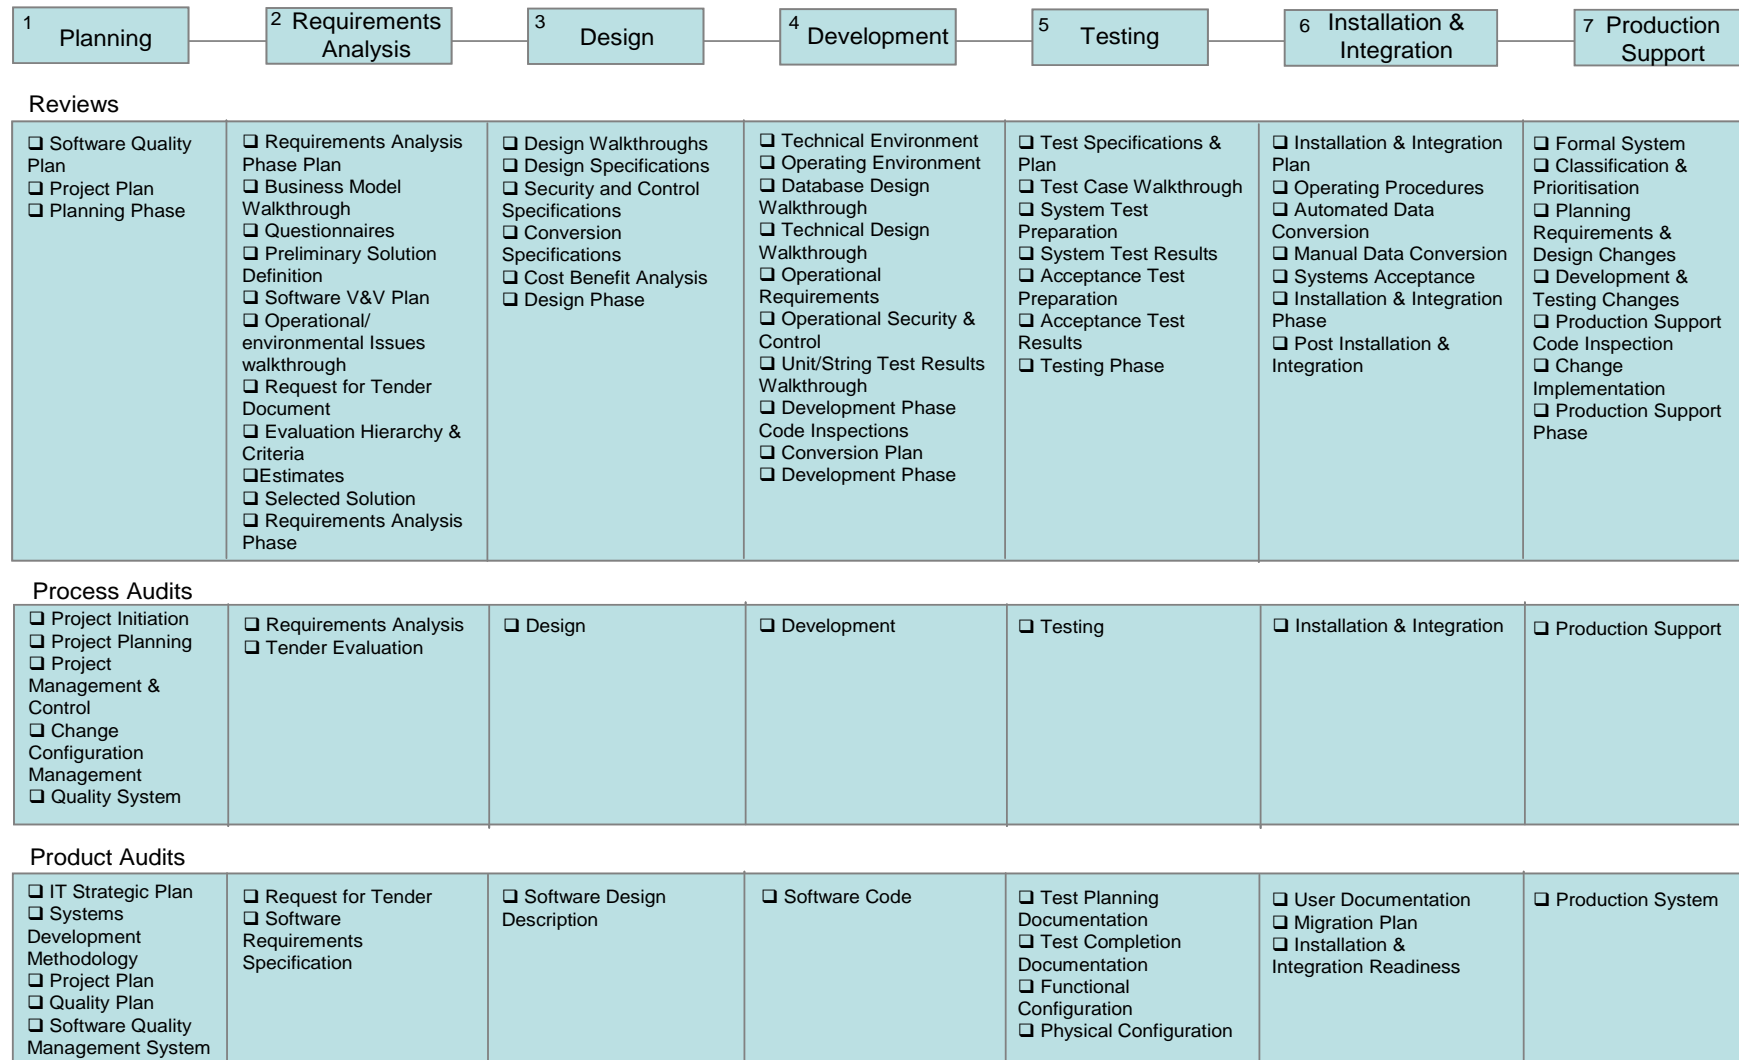 1 Planning
2 Requirements
Analysis
3 Design
4 Development
5 Testing
6 Installation &
Integration
7 Production
Support
Reviews
❑ Software Quality
Plan
❑ Project Plan
❑ Planning Phase
❑ Requirements Analysis
Phase Plan
❑ Business Model
Walkthrough
❑ Questionnaires
❑ Preliminary Solution
Definition
❑ Software V&V Plan
❑ Operational/
environmental Issues
walkthrough
❑ Request for Tender
Document
❑ Evaluation Hierarchy &
Criteria
❑Estimates
❑ Selected Solution
❑ Requirements Analysis
Phase
❑ Design Walkthroughs
❑ Design Specifications
❑ Security and Control
Specifications
❑ Conversion
Specifications
❑ Cost Benefit Analysis
❑ Design Phase
❑ Technical Environment
❑ Operating Environment
❑ Database Design
Walkthrough
❑ Technical Design
Walkthrough
❑ Operational
Requirements
❑ Operational Security &
Control
❑ Unit/String Test Results
Walkthrough
❑ Development Phase
Code Inspections
❑ Conversion Plan
❑ Development Phase
❑ Test Specifications &
Plan
❑ Test Case Walkthrough
❑ System Test
Preparation
❑ System Test Results
❑ Acceptance Test
Preparation
❑ Acceptance Test
Results
❑ Testing Phase
❑ Installation & Integration
Plan
❑ Operating Procedures
❑ Automated Data
Conversion
❑ Manual Data Conversion
❑ Systems Acceptance
❑ Installation & Integration
Phase
❑ Post Installation &
Integration
❑ Formal System
❑ Classification &
Prioritisation
❑ Planning
Requirements &
Design Changes
❑ Development &
Testing Changes
❑ Production Support
Code Inspection
❑ Change
Implementation
❑ Production Support
Phase
Process Audits
❑ Project Initiation
❑ Project Planning
❑ Project
Management &
Control
❑ Change
Configuration
Management
❑ Quality System
❑ Requirements Analysis
❑ Tender Evaluation
❑ Design
❑ Development
❑ Testing
❑ Installation & Integration
❑ Production Support
Product Audits
❑ IT Strategic Plan
❑ Systems
Development
Methodology
❑ Project Plan
❑ Quality Plan
❑ Software Quality
Management System
❑ Request for Tender
❑ Software
Requirements
Specification
❑ Software Design
Description
❑ Software Code
❑ Test Planning
Documentation
❑ Test Completion
Documentation
❑ Functional
Configuration
❑ Physical Configuration
❑ User Documentation
❑ Migration Plan
❑ Installation &
Integration Readiness
❑ Production System